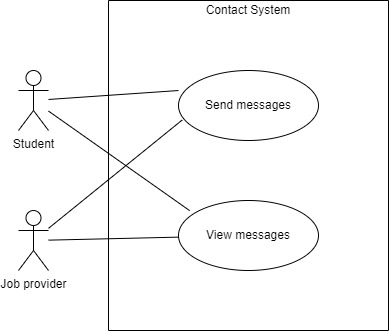 Contact System
Send messages
Student
View messages
Job provider